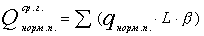 Q^{ср.г.}_{норм.п.} = ∑ (q_{норм.п.} · L · β)